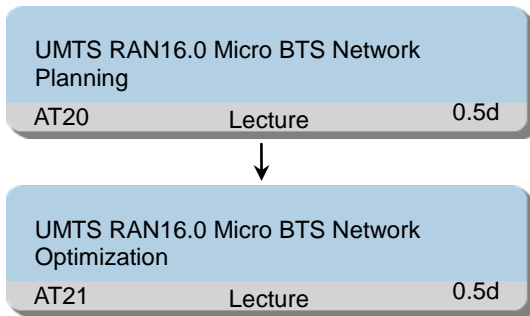 UMTS RAN16.0 Micro BTS Network
Planning
AT20 Lecture 0.5d
UMTS RAN16.0 Micro BTS Network
Optimization
AT21 Lecture 0.5d